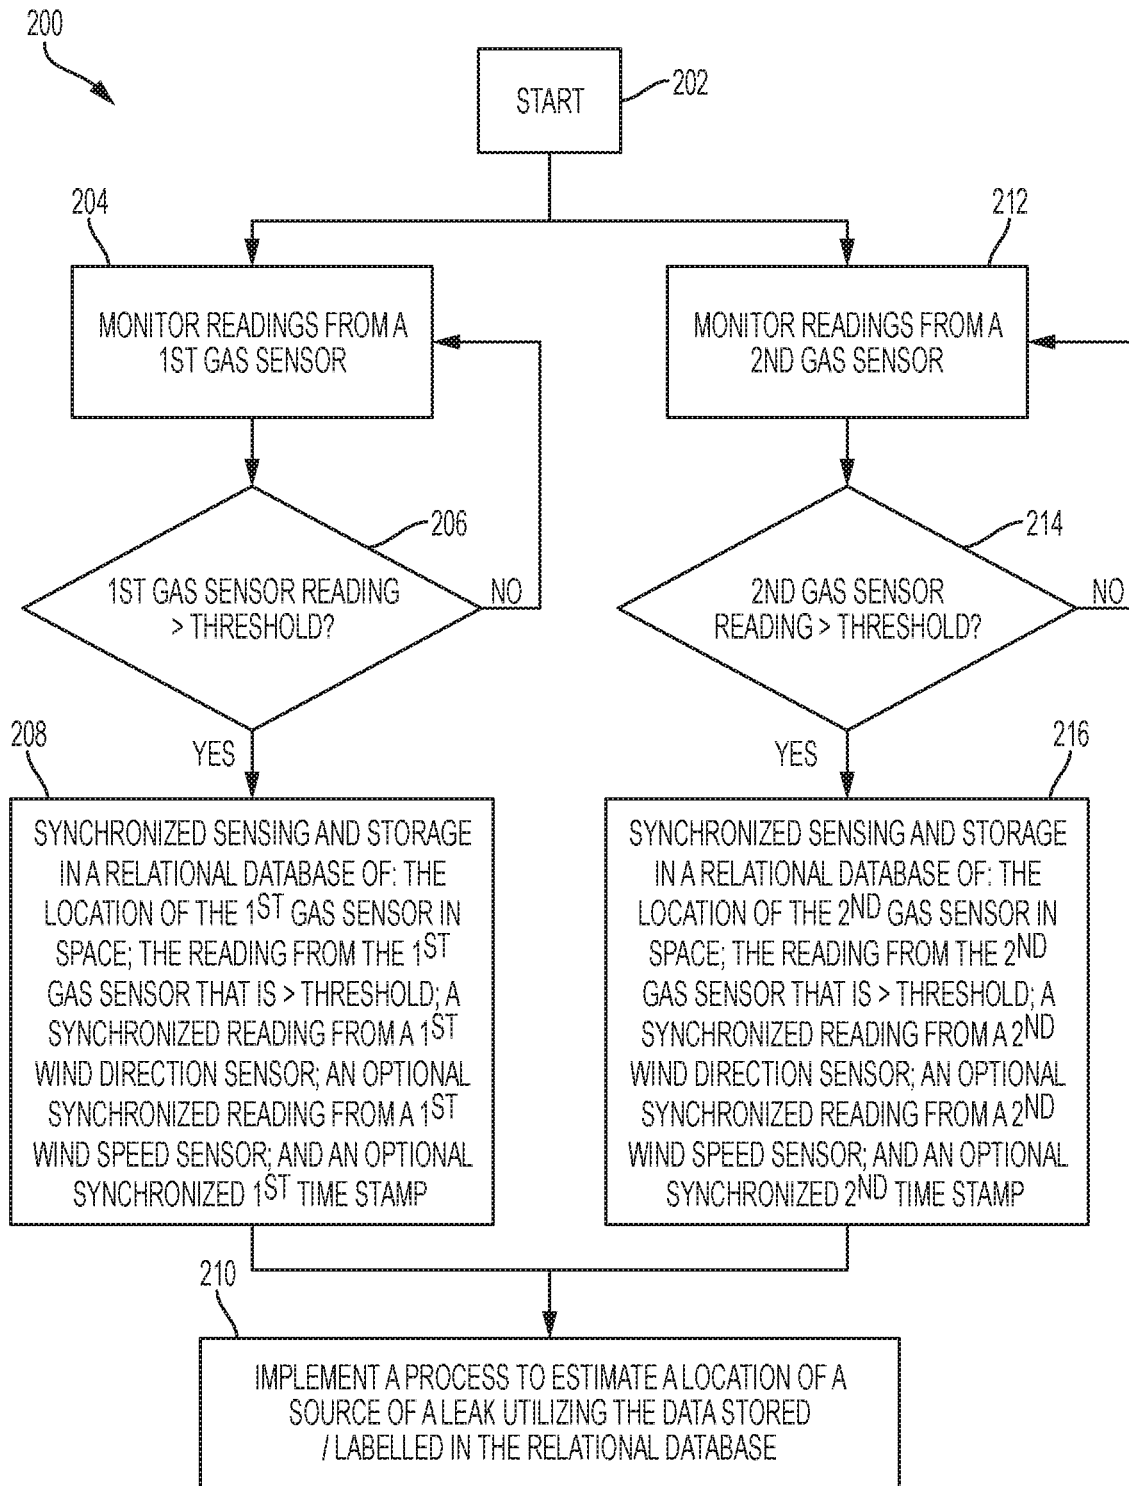 200
START
202
204
MONITOR READINGS FROM A
1ST GAS SENSOR
212
MONITOR READINGS FROM A
2ND GAS SENSOR
206
1ST GAS SENSOR READING
> THRESHOLD?
NO
214
2ND GAS SENSOR
READING > THRESHOLD?
NO
208
YES
SYNCHRONIZED SENSING AND STORAGE
IN A RELATIONAL DATABASE OF: THE
LOCATION OF THE 1ST GAS SENSOR IN
SPACE; THE READING FROM THE 1ST
GAS SENSOR THAT IS > THRESHOLD; A
SYNCHRONIZED READING FROM A 1ST
WIND DIRECTION SENSOR; AN OPTIONAL
SYNCHRONIZED READING FROM A 1ST
WIND SPEED SENSOR; AND AN OPTIONAL
SYNCHRONIZED 1ST TIME STAMP
YES
216
SYNCHRONIZED SENSING AND STORAGE
IN A RELATIONAL DATABASE OF: THE
LOCATION OF THE 2ND GAS SENSOR IN
SPACE; THE READING FROM THE 2ND
GAS SENSOR THAT IS > THRESHOLD; A
SYNCHRONIZED READING FROM A 2ND
WIND DIRECTION SENSOR; AN OPTIONAL
SYNCHRONIZED READING FROM A 2ND
WIND SPEED SENSOR; AND AN OPTIONAL
SYNCHRONIZED 2ND TIME STAMP
210
IMPLEMENT A PROCESS TO ESTIMATE A LOCATION OF A
SOURCE OF A LEAK UTILIZING THE DATA STORED
/ LABELLED IN THE RELATIONAL DATABASE